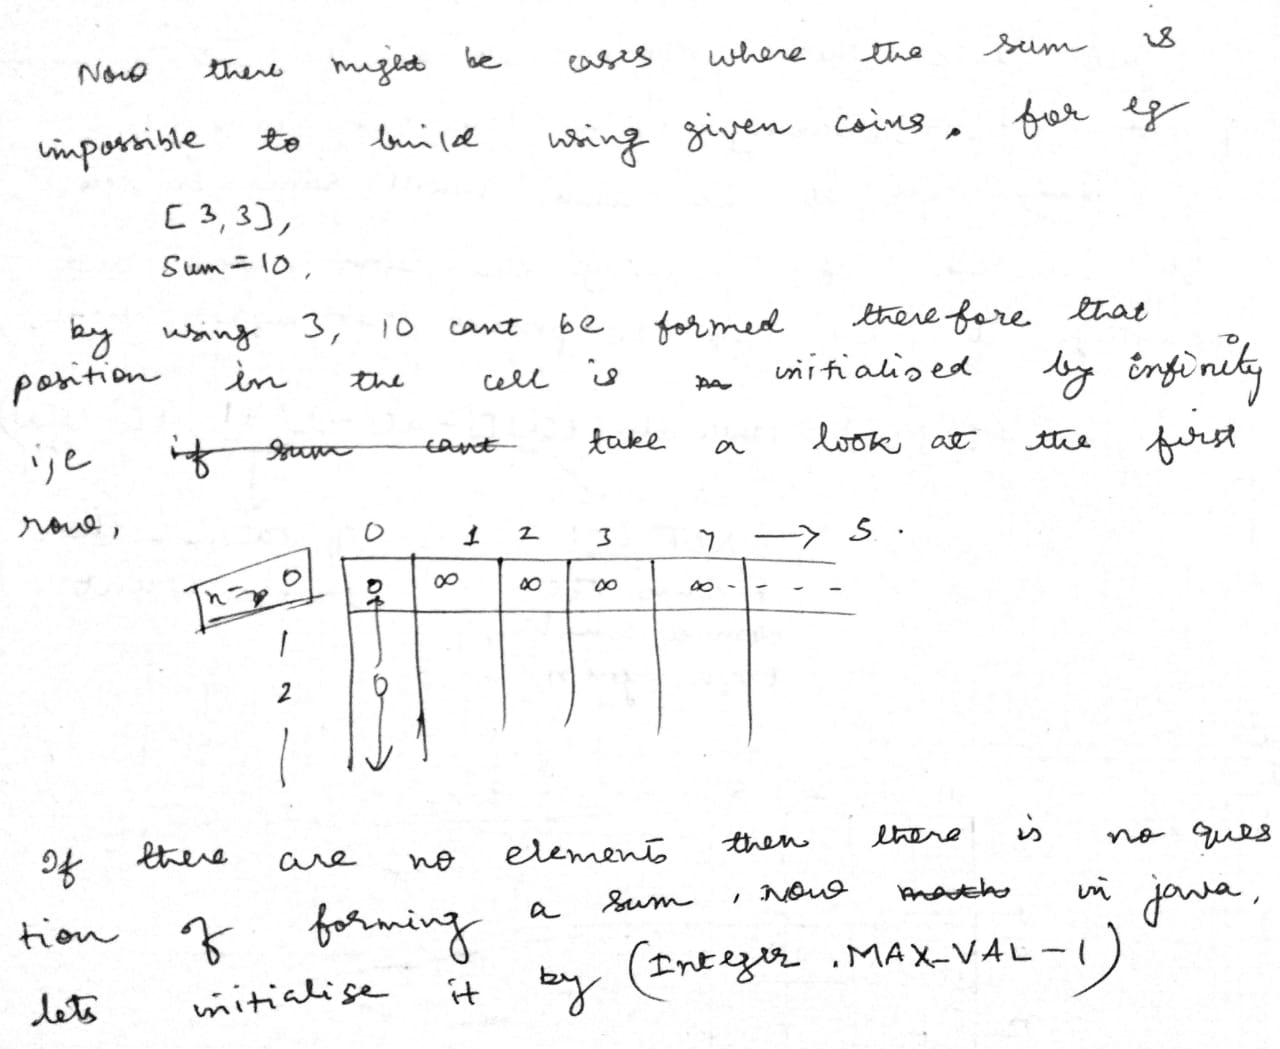 Now there might be cases where the sum is
impossible to build using given coins. for eg
[3,3],
Sum = 10,
by using 3, 10 cant be formed therefore that
position in the cell is initialised by infinity
i,e if sum cant take a look at the first
row,
0 1 2 3 4 → S.
n=> 0 0 ∞ ∞ ∞ ∞ - - - -
1
2 0
If there are no elements then there is no ques
tion of forming a sum, now in java,
lets initialise it by (Integer.MAX_VAL-1)